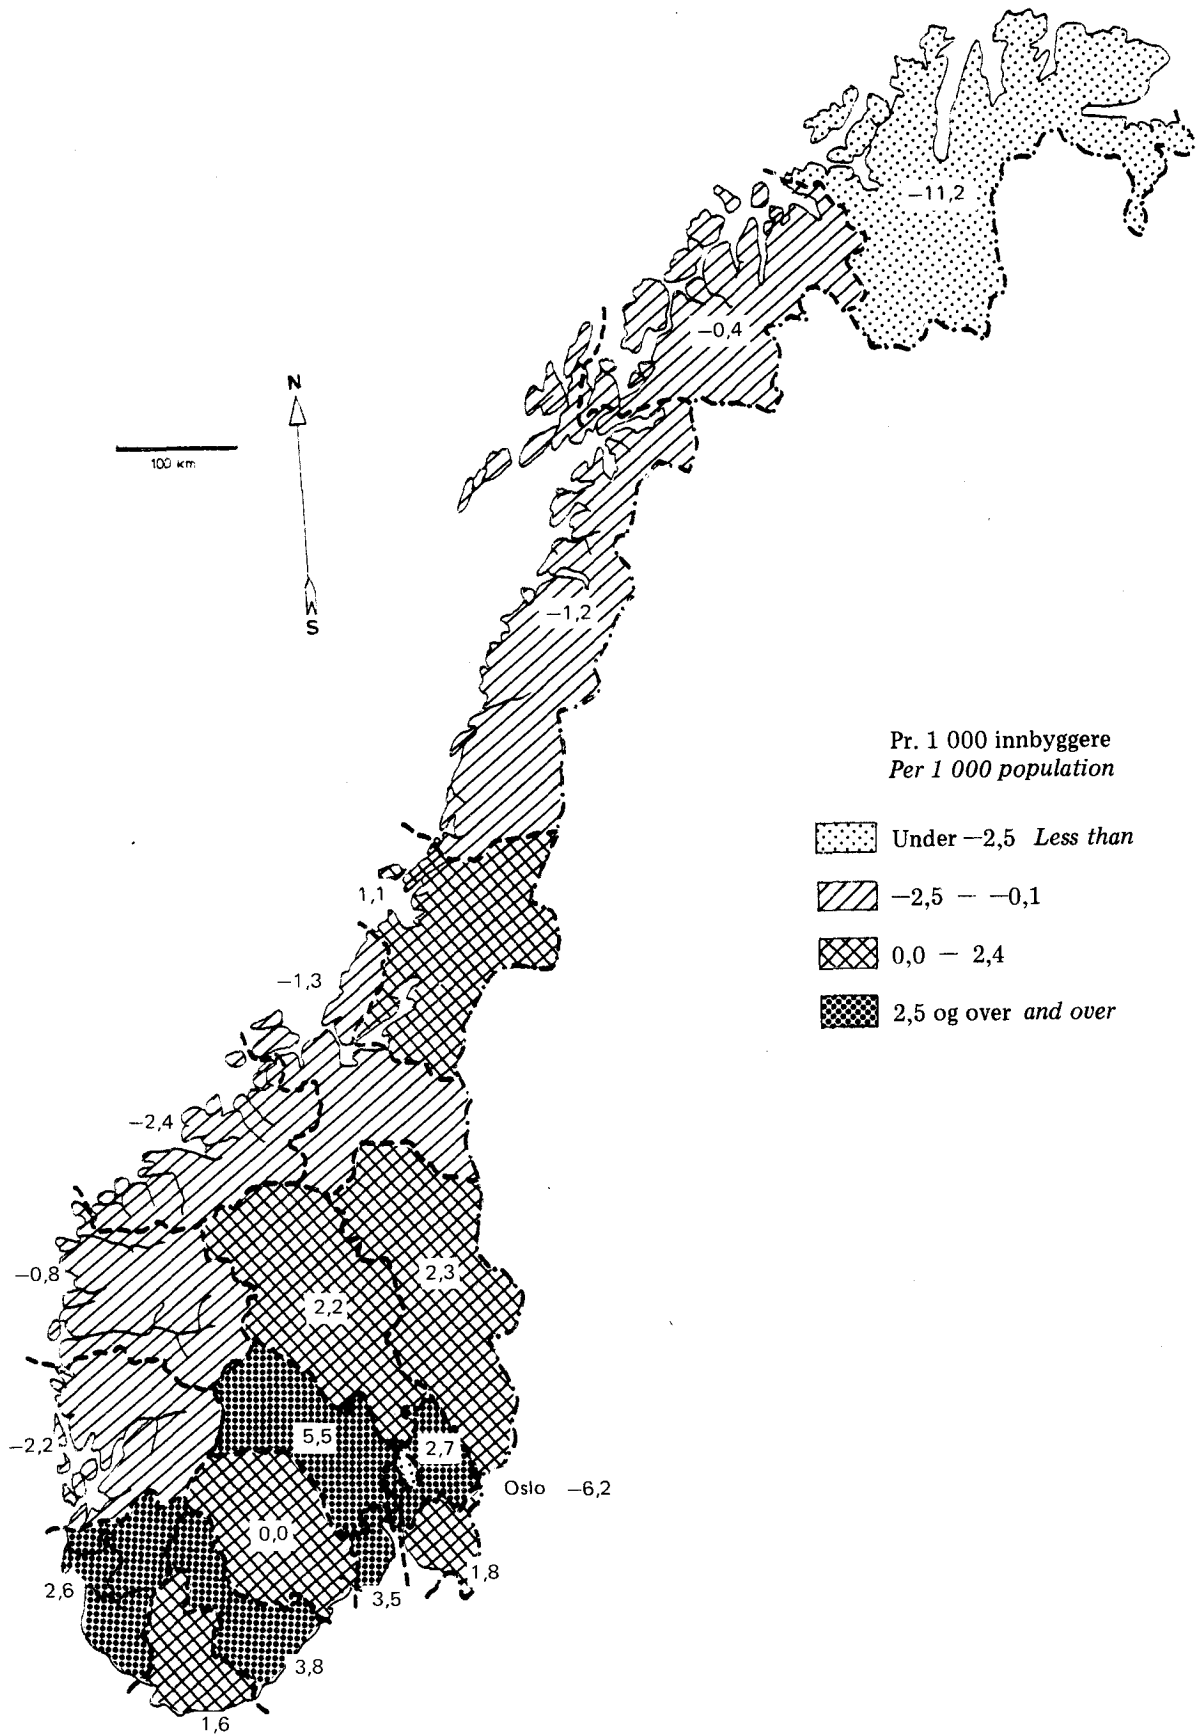 −11,2
−0,4
N
100 km
S
−1,2
Pr. 1 000 innbyggere
Per 1 000 population
Under −2,5 Less than
−2,5 − −0,1
0,0 − 2,4
2,5 og over and over
1,1
−1,3
−2,4
−0,8
2,3
2,2
5,5
2,7
−2,2
Oslo −6,2
0,0
2,6
3,5
1,8
3,8
1,6